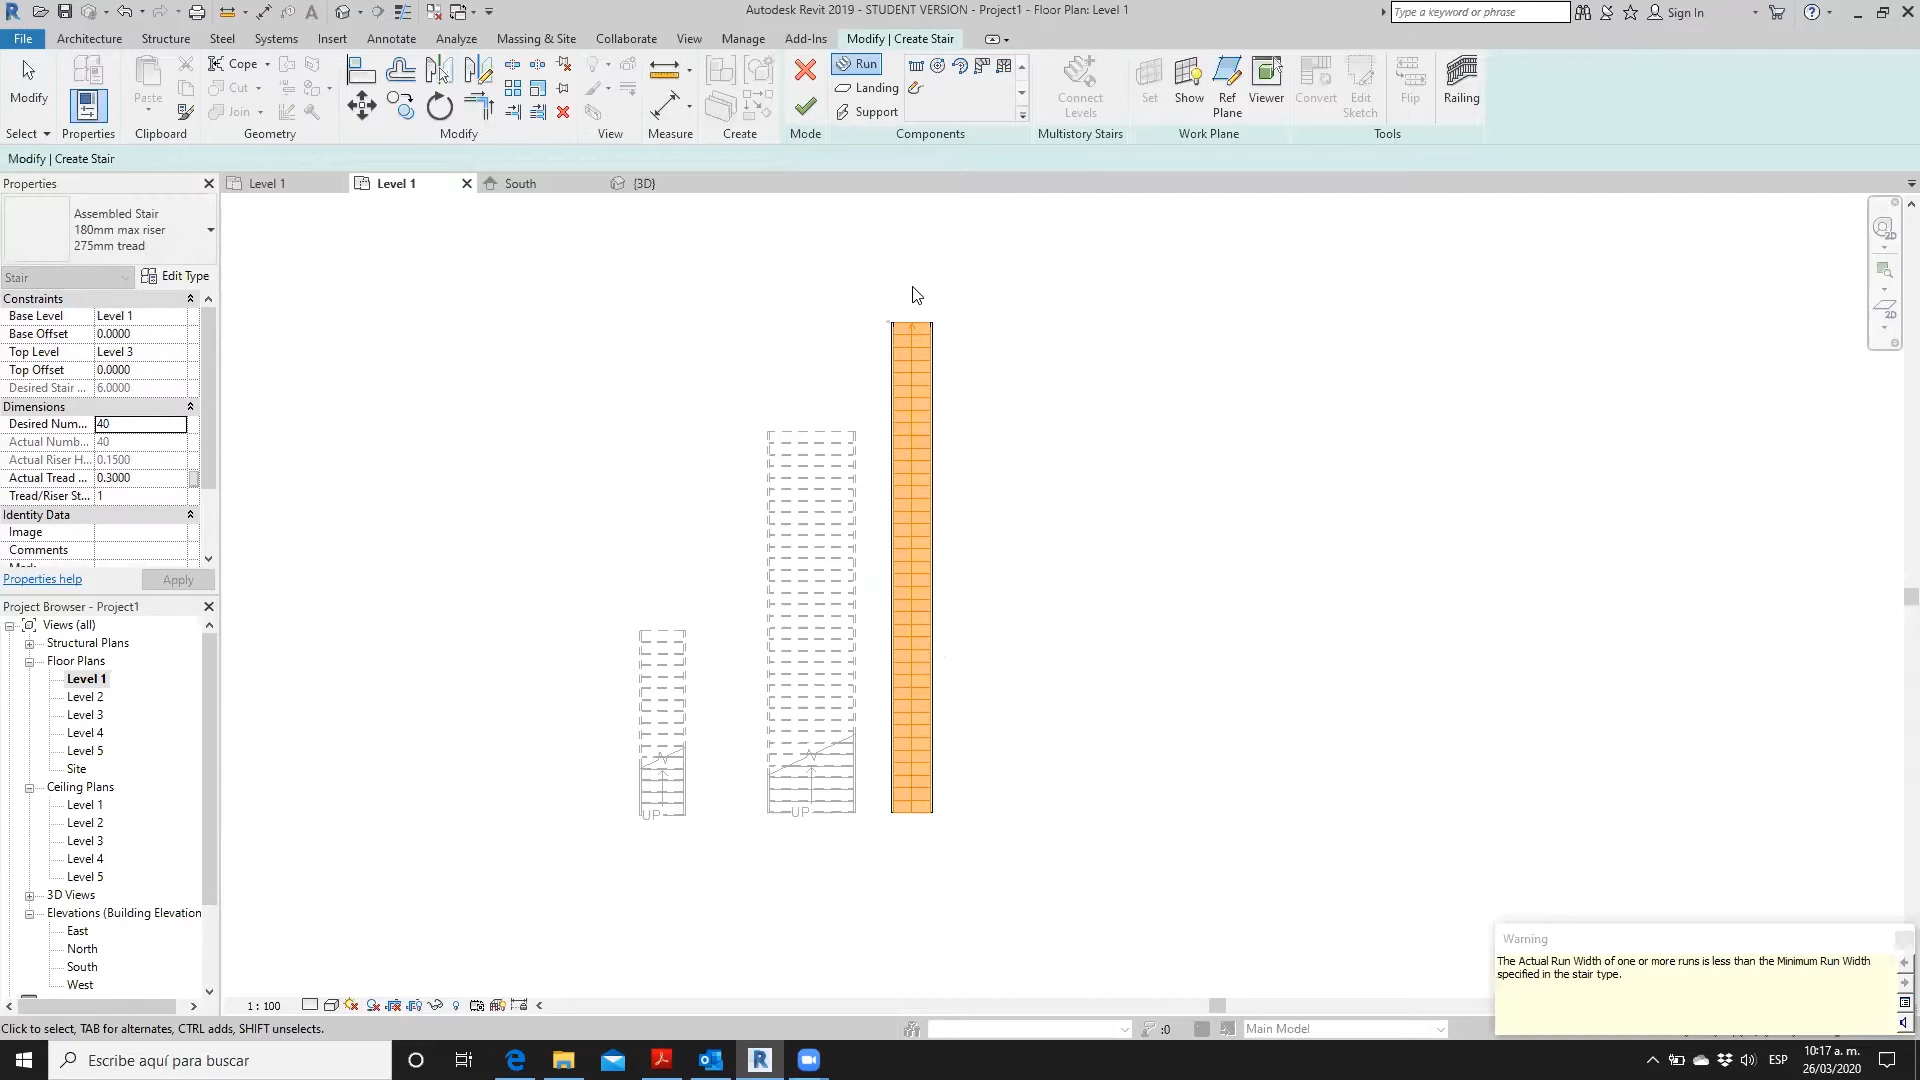 Autodesk Revit 2019 - STUDENT VERSION - Project1 - Floor Plan: Level 1
Type a keyword or phrase
Sign In
File Architecture Structure Steel Systems Insert Annotate Analyze Massing & Site Collaborate View Manage Add-Ins Modify | Create Stair
Modify
Select
Properties
Paste
Clipboard
Cope
Cut
Join
Geometry
Modify
View
Measure
Create
Mode
Run
Landing
Support
Components
Connect
Levels
Multistory Stairs
Set
Show
Ref
Plane
Viewer
Work Plane
Convert
Edit
Sketch
Flip
Tools
Railing
Modify | Create Stair
Properties
Level 1
Level 1
South
{3D}
Assembled Stair
180mm max riser
275mm tread
Stair
Edit Type
Constraints
Base Level Level 1
Base Offset 0.0000
Top Level Level 3
Top Offset 0.0000
Desired Stair ... 6.0000
Dimensions
Desired Num... 40
Actual Numb... 40
Actual Riser H... 0.1500
Actual Tread ... 0.3000
Tread/Riser St... 1
Identity Data
Image
Comments
Properties help
Apply
Project Browser - Project1
Views (all)
Structural Plans
Floor Plans
Level 1
Level 2
Level 3
Level 4
Level 5
Site
Ceiling Plans
Level 1
Level 2
Level 3
Level 4
Level 5
3D Views
Elevations (Building Elevation
East
North
South
West
UP
UP
2D
2D
Warning
The Actual Run Width of one or more runs is less than the Minimum Run Width
specified in the stair type.
1 : 100
Click to select, TAB for alternates, CTRL adds, SHIFT unselects.
:0
Main Model
Escribe aquí para buscar
ESP
10:17 a. m.
26/03/2020